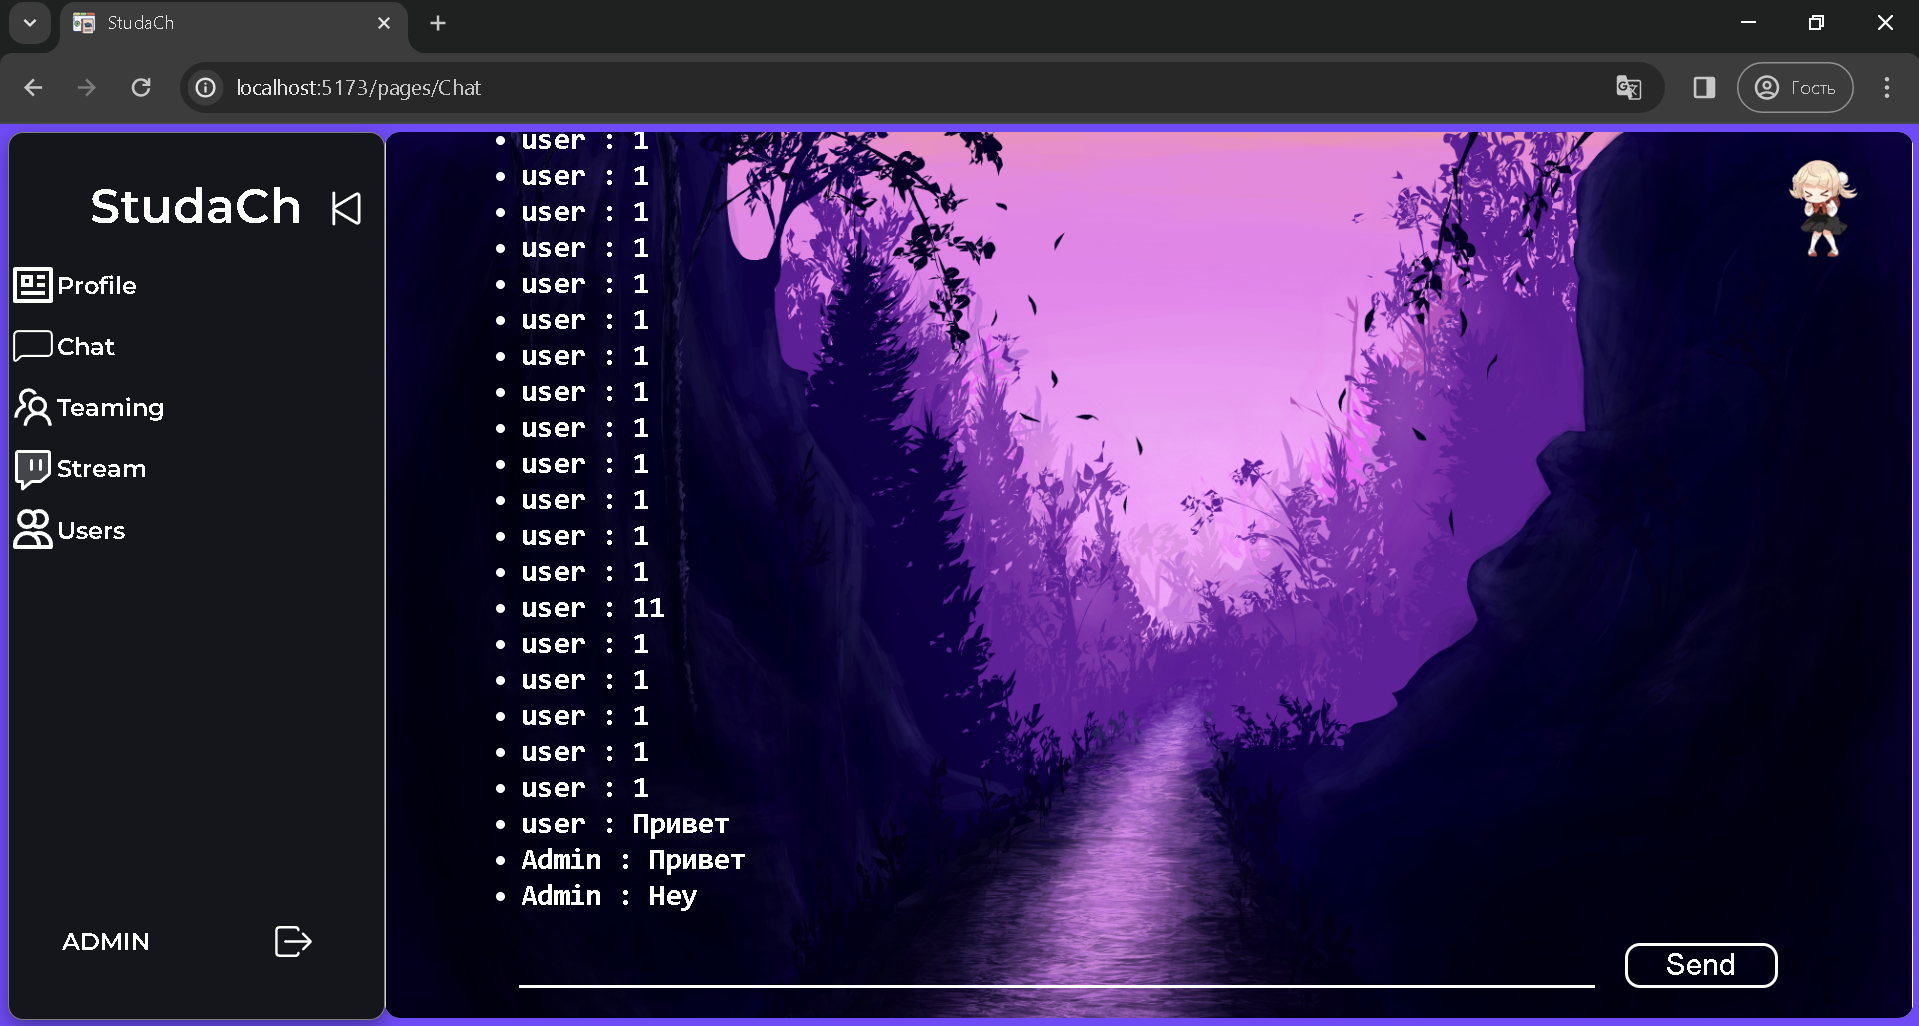 StudaCh
localhost:5173/pages/Chat
Гость
StudaCh
Profile
Chat
Teaming
Stream
Users
ADMIN
user : 1
user : 1
user : 1
user : 1
user : 1
user : 1
user : 1
user : 1
user : 1
user : 1
user : 1
user : 1
user : 1
user : 11
user : 1
user : 1
user : 1
user : 1
user : 1
user : Привет
Admin : Привет
Admin : Hey
Send